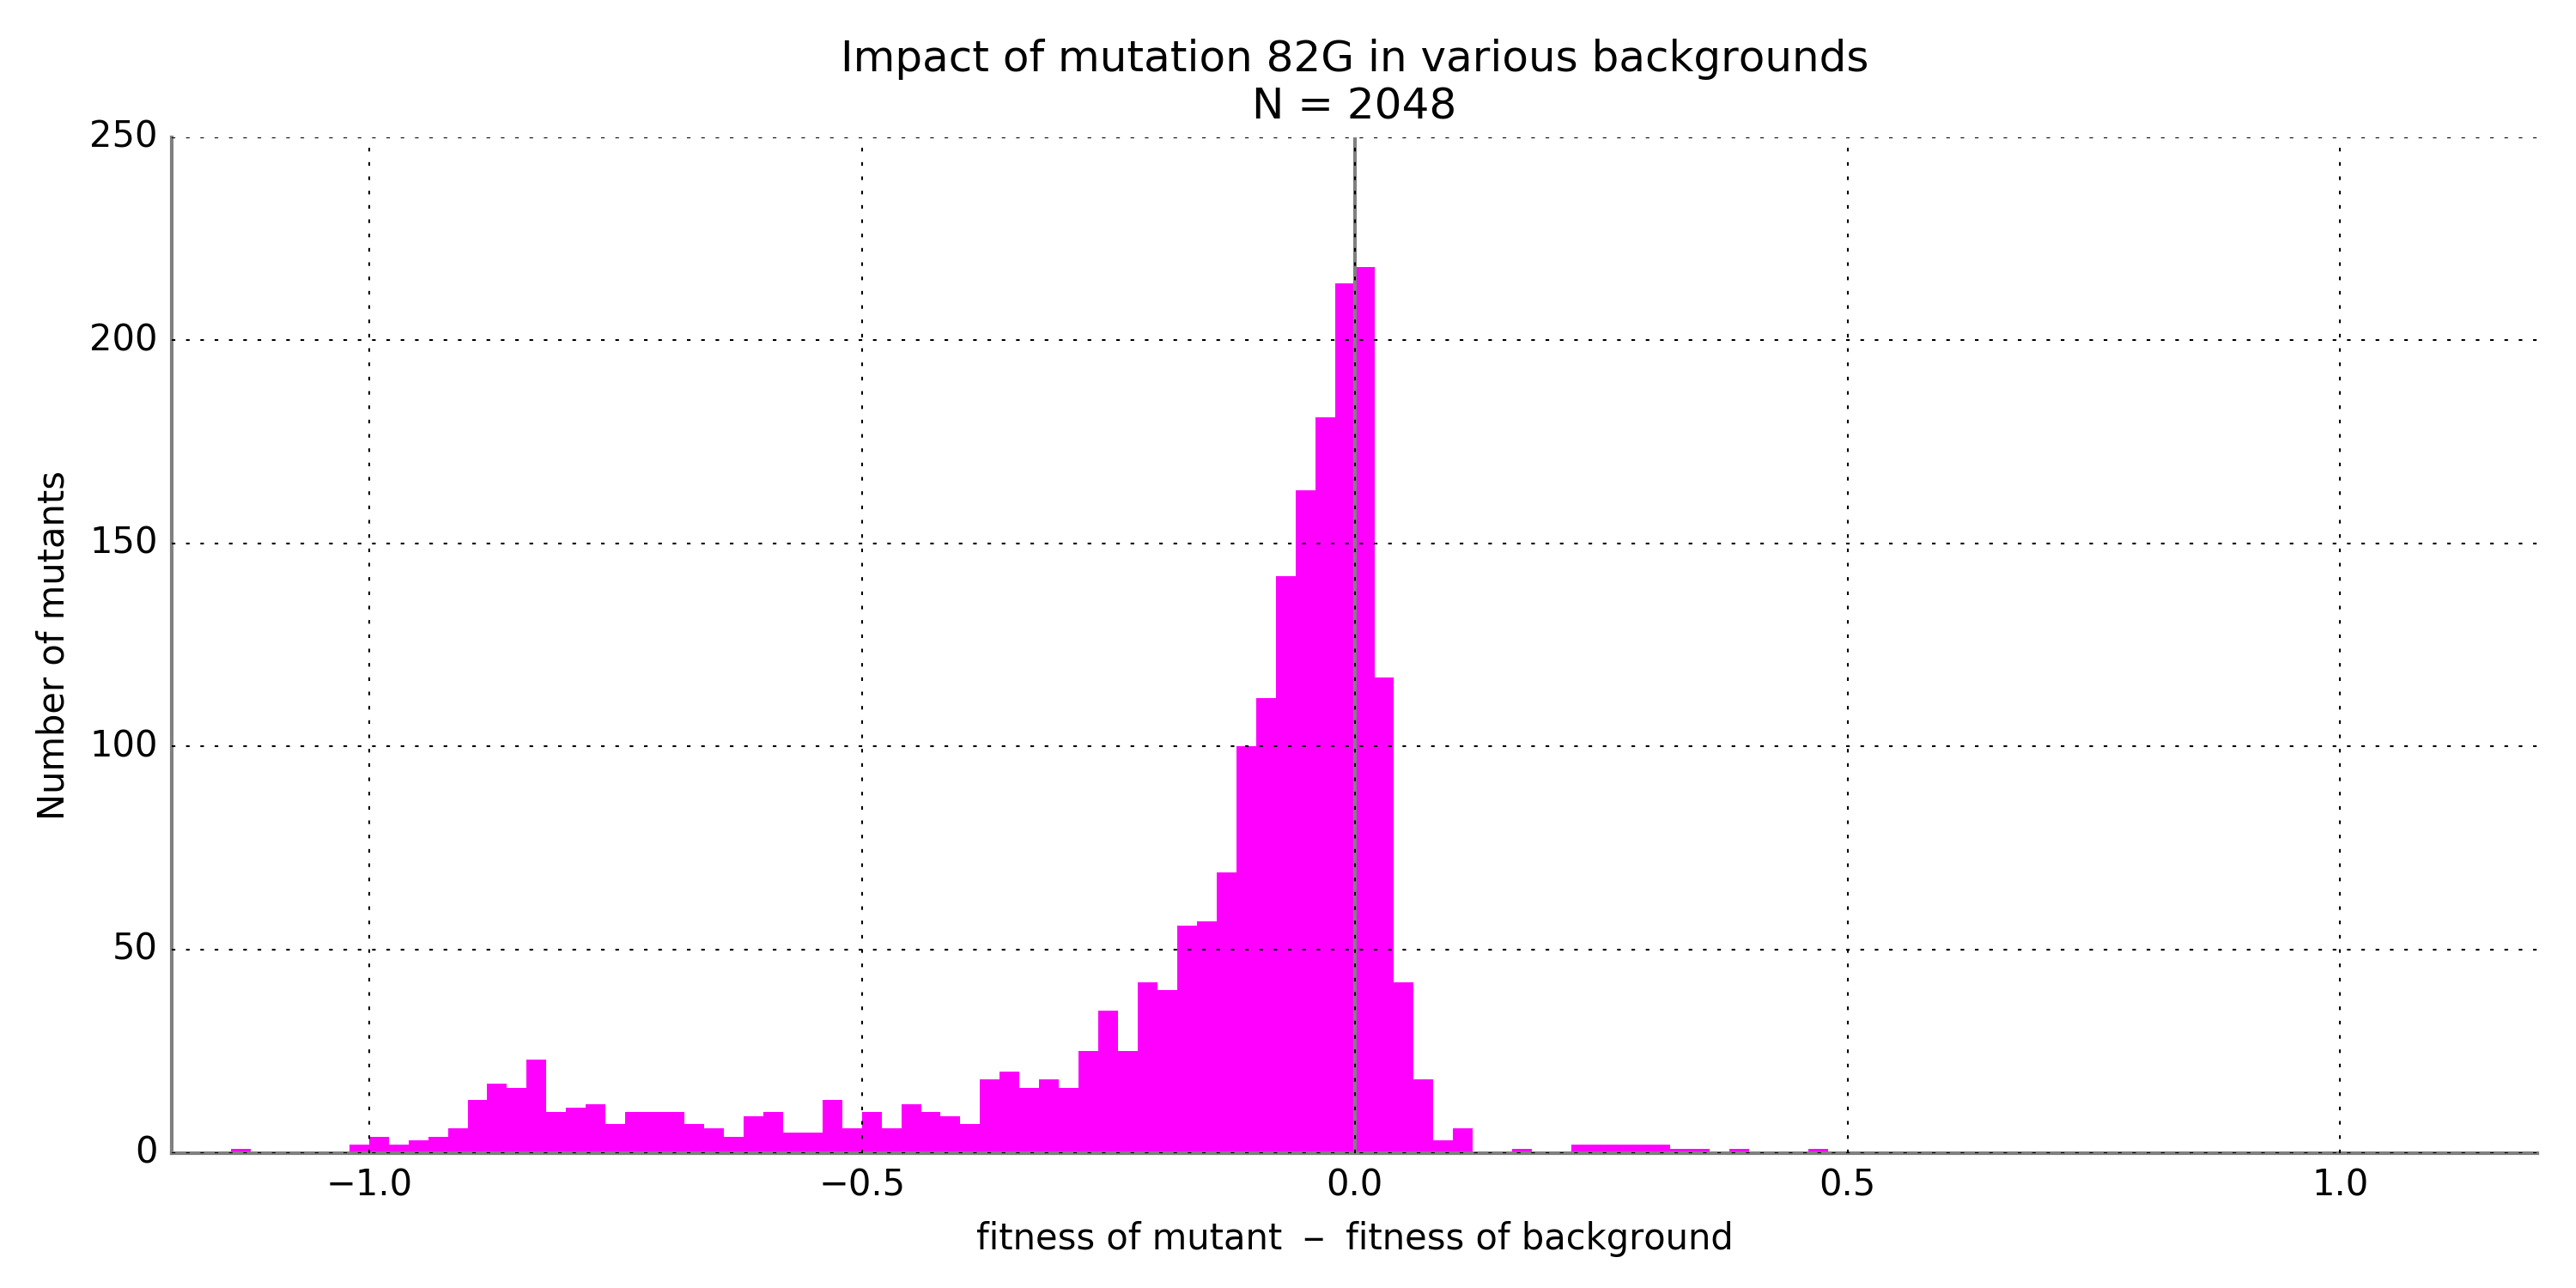 Impact of mutation 82G in various backgrounds
N = 2048
250
200
150
100
50
0
Number of mutants
−1.0 −0.5 0.0 0.5 1.0
fitness of mutant − fitness of background